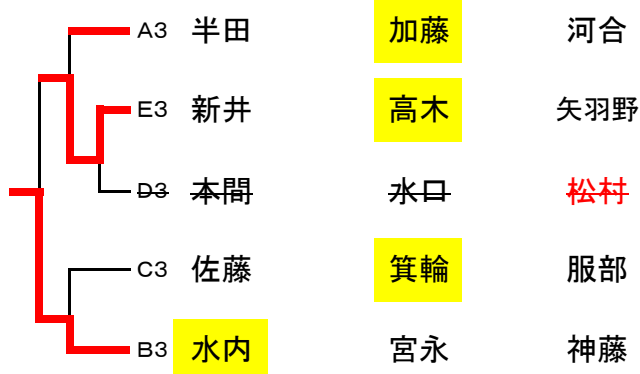 A3 半田 加藤 河合
E3 新井 高木 矢羽野
D3 本間 水口 松村
C3 佐藤 箕輪 服部
B3 水内 宮永 神藤